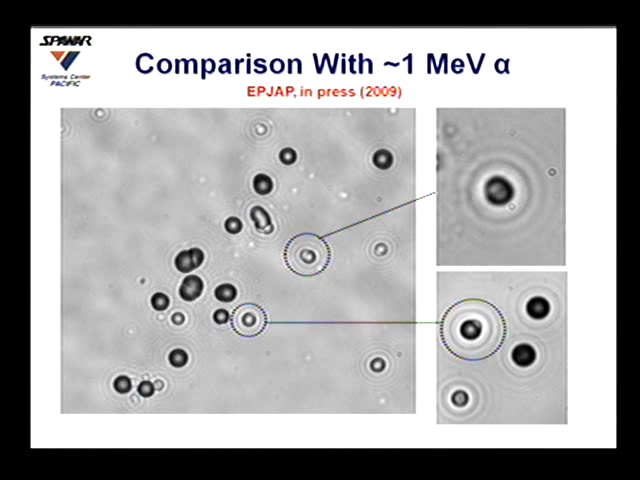 SPAWAR
Systems Center
PACIFIC
Comparison With ~1 MeV α
EPJAP, in press (2009)